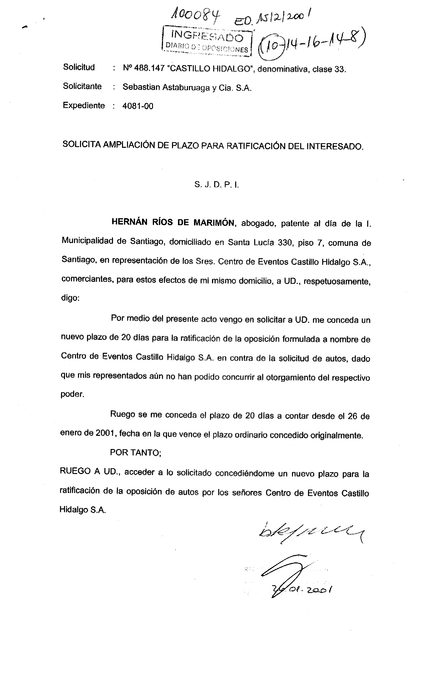 100084 ED. 15/2/2001
INGRESADO
DIARIO DE OPOSICIONES
(10-14-16-14-8)
Solicitud : Nº 488.147 "CASTILLO HIDALGO", denominativa, clase 33.
Solicitante : Sebastian Astaburuaga y Cia. S.A.
Expediente : 4081-00
SOLICITA AMPLIACIÓN DE PLAZO PARA RATIFICACIÓN DEL INTERESADO.
S. J. D. P. I.
HERNÁN RÍOS DE MARIMÓN, abogado, patente al día de la I.
Municipalidad de Santiago, domiciliado en Santa Lucía 330, piso 7, comuna de
Santiago, en representación de los Sres. Centro de Eventos Castillo Hidalgo S.A.,
comerciantes, para estos efectos de mi mismo domicilio, a UD., respetuosamente,
digo:
Por medio del presente acto vengo en solicitar a UD. me conceda un
nuevo plazo de 20 días para la ratificación de la oposición formulada a nombre de
Centro de Eventos Castillo Hidalgo S.A. en contra de la solicitud de autos, dado
que mis representados aún no han podido concurrir al otorgamiento del respectivo
poder.
Ruego se me conceda el plazo de 20 días a contar desde el 26 de
enero de 2001, fecha en la que vence el plazo ordinario concedido originalmente.
POR TANTO;
RUEGO A UD., acceder a lo solicitado concediéndome un nuevo plazo para la
ratificación de la oposición de autos por los señores Centro de Eventos Castillo
Hidalgo S.A.
01-2001